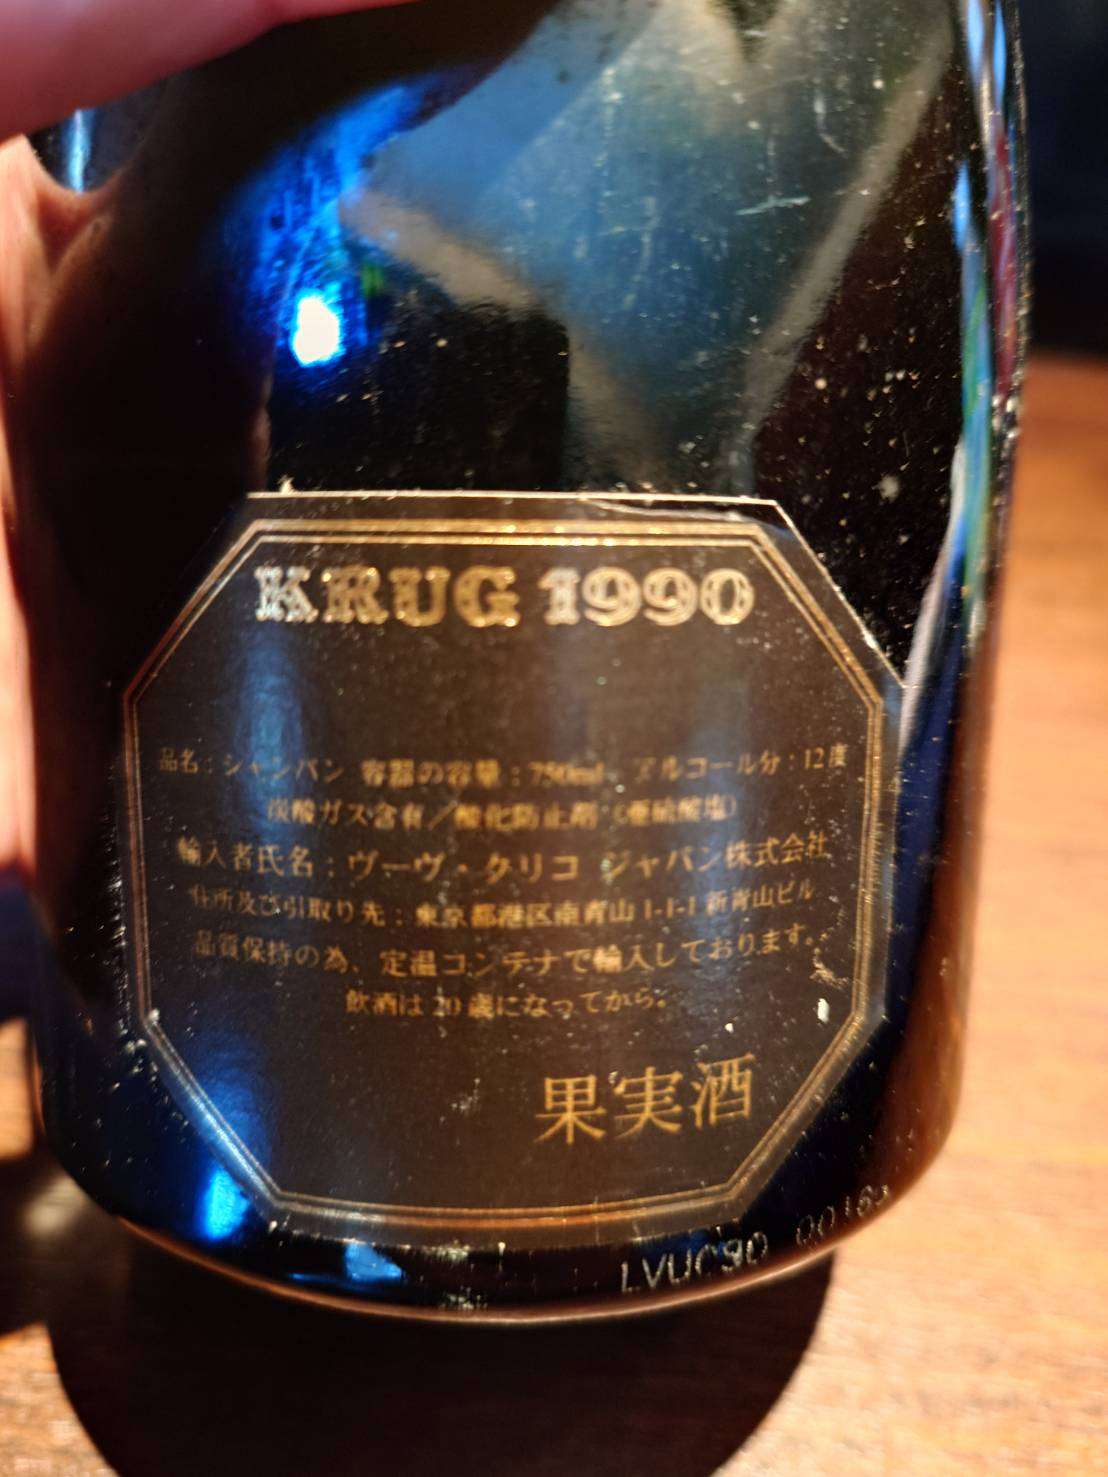 KRUG 1990
品名：シャンパン 容器の容量：750ml アルコール分：12度
炭酸ガス含有／酸化防止剤（亜硫酸塩）
輸入者氏名：ヴーヴ・クリコ ジャパン株式会社
住所及び引取り先：東京都港区南青山 1-1-1 新青山ビル
品質保持の為、定温コンテナで輸入しております。
飲酒は 20 歳になってから。
果実酒
LVUC90 00163